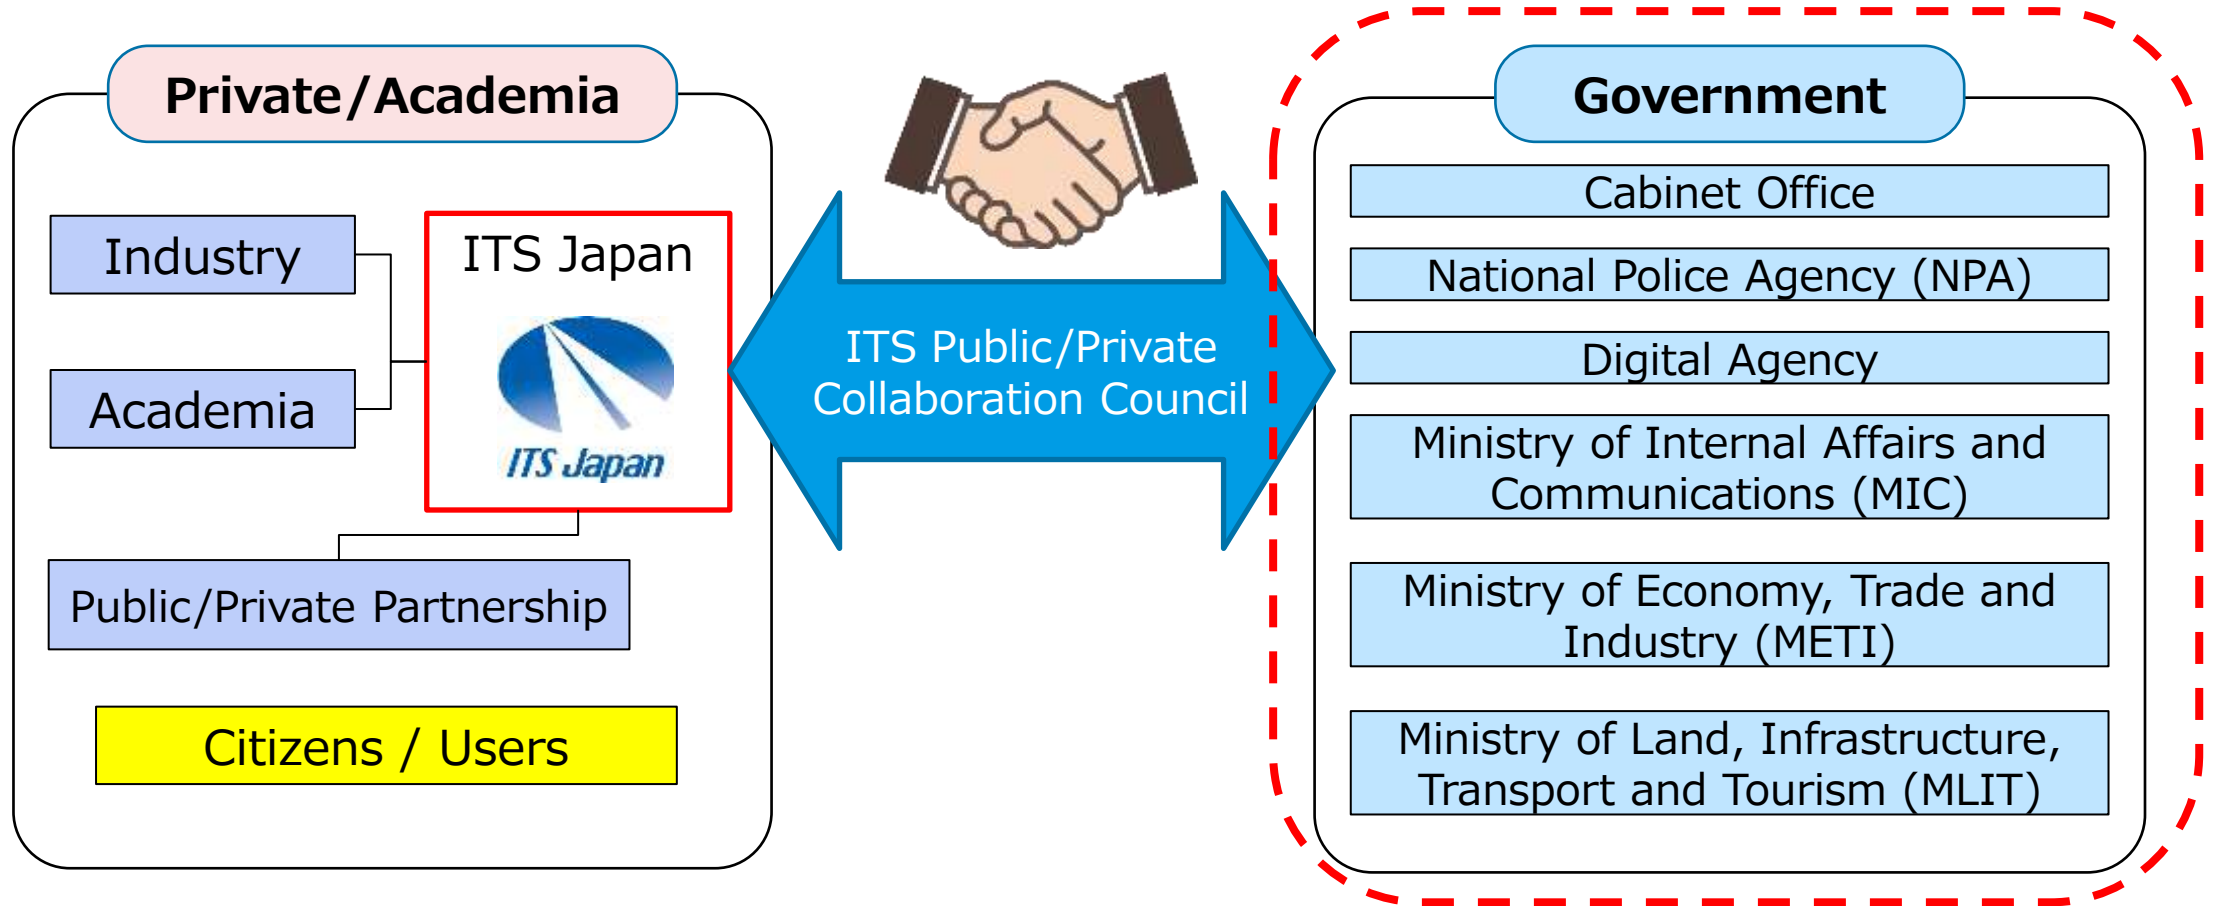 Private/Academia
Industry
Academia
ITS Japan
ITS Japan
Public/Private Partnership
Citizens / Users
ITS Public/Private
Collaboration Council
Government
Cabinet Office
National Police Agency (NPA)
Digital Agency
Ministry of Internal Affairs and
Communications (MIC)
Ministry of Economy, Trade and
Industry (METI)
Ministry of Land, Infrastructure,
Transport and Tourism (MLIT)